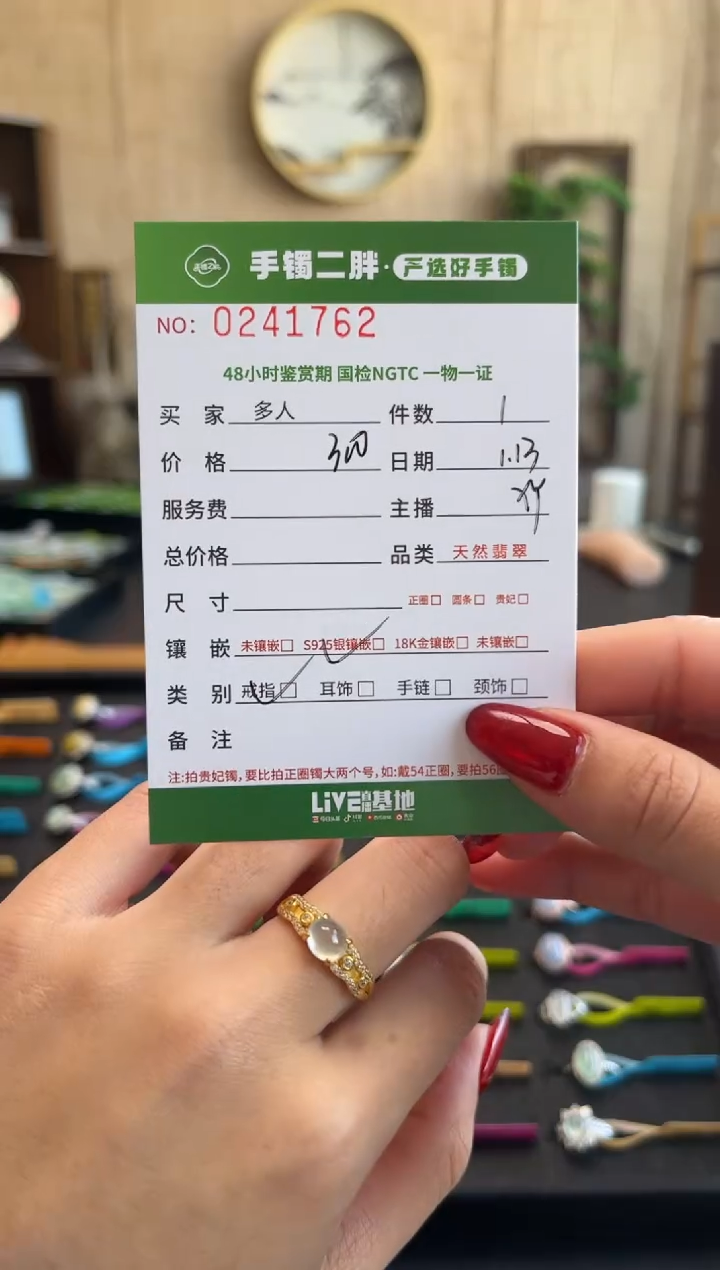 手镯二胖·严选好手镯
NO: 0241762
48小时鉴赏期 国检NGTC 一物一证
买 家 多人 件数 1
价 格 日期 1.13
服务费 主播
总价格 品类 天然翡翠
尺 寸 正圈□ 圆条□ 贵妃□
镶 嵌 未镶嵌□ S925银镶嵌□ 18K金镶嵌□ 未镶嵌□
类 别 戒指□ 耳饰□ 手链□ 颈饰□
备 注
注:拍贵妃镯,要比拍正圈镯大两个号,如:戴54正圈,要拍56
LiVE直播基地